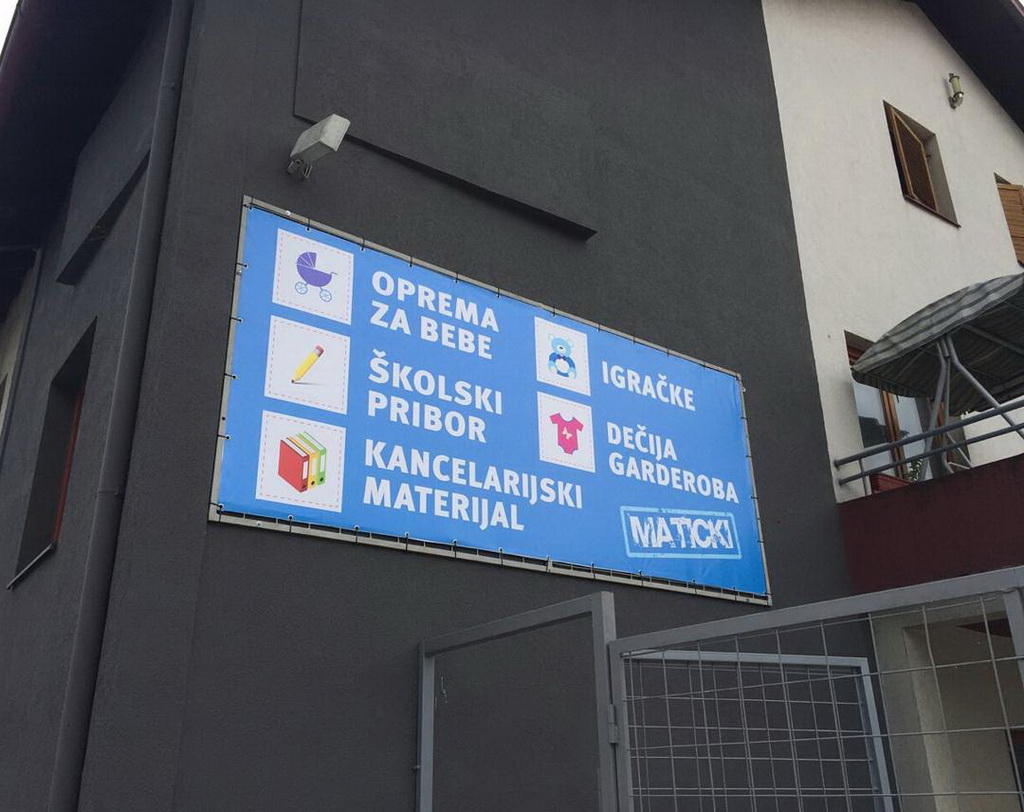 OPREMA
ZA BEBE
ŠKOLSKI
PRIBOR
KANCELARIJSKI
MATERIJAL
IGRAČKE
DEČIJA
GARDEROBA
MATICKI